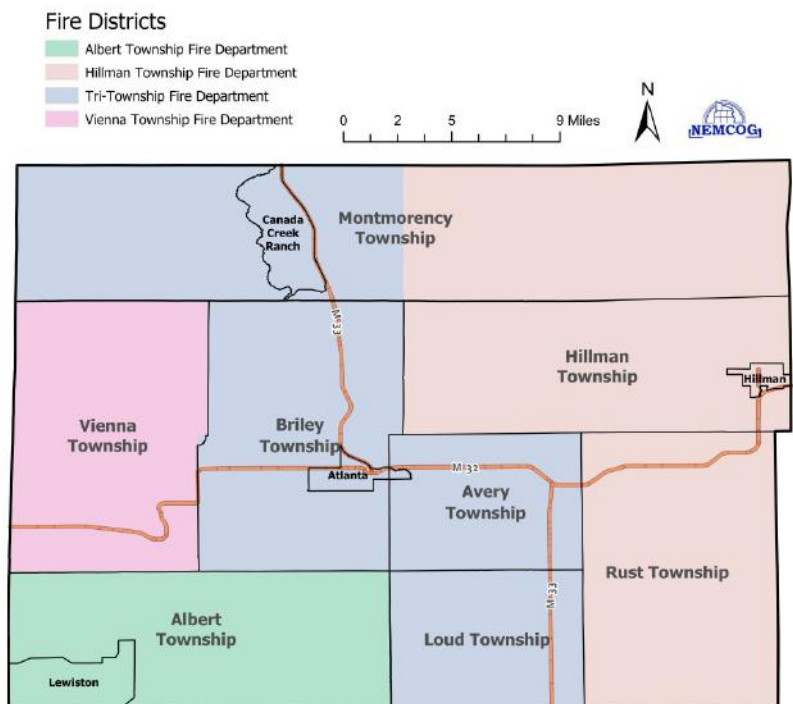 Fire Districts
Albert Township Fire Department
Hillman Township Fire Department
Tri-Township Fire Department
Vienna Township Fire Department
0 2 5 9 Miles
N
NEMCOG
Canada
Creek
Ranch
Montmorency
Township
M 33
Hillman
Township
Hillman
Vienna
Township
Briley
Township
Atlanta
M 32
Avery
Township
Rust Township
Albert
Township
Loud Township
M 33
Lewiston